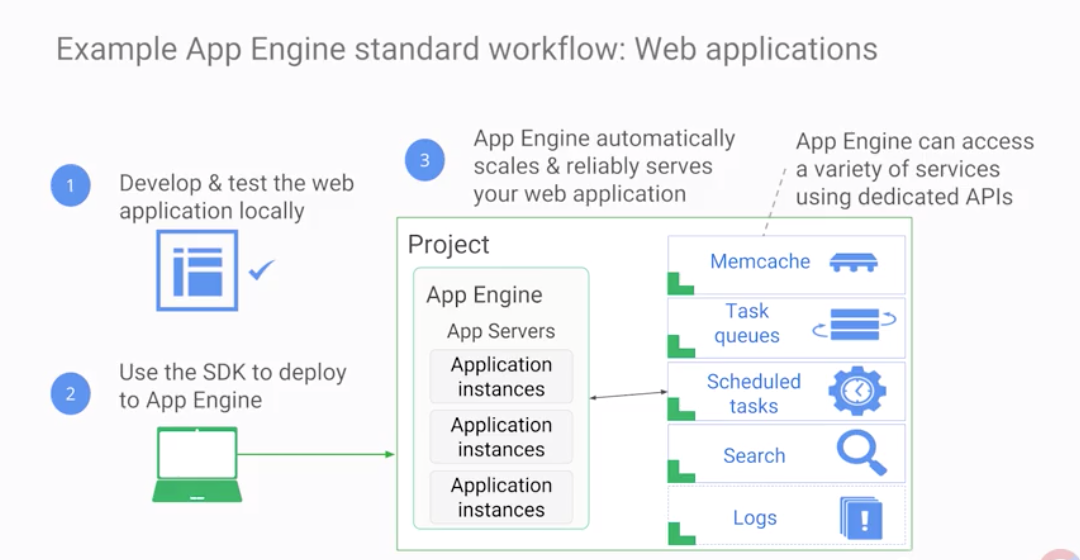 Example App Engine standard workflow: Web applications
1
Develop & test the web
application locally
2
Use the SDK to deploy
to App Engine
3
App Engine automatically
scales & reliably serves
your web application
App Engine can access
a variety of services
using dedicated APIs
Project
App Engine
App Servers
Application
instances
Application
instances
Application
instances
Memcache
Task
queues
Scheduled
tasks
Search
Logs
!